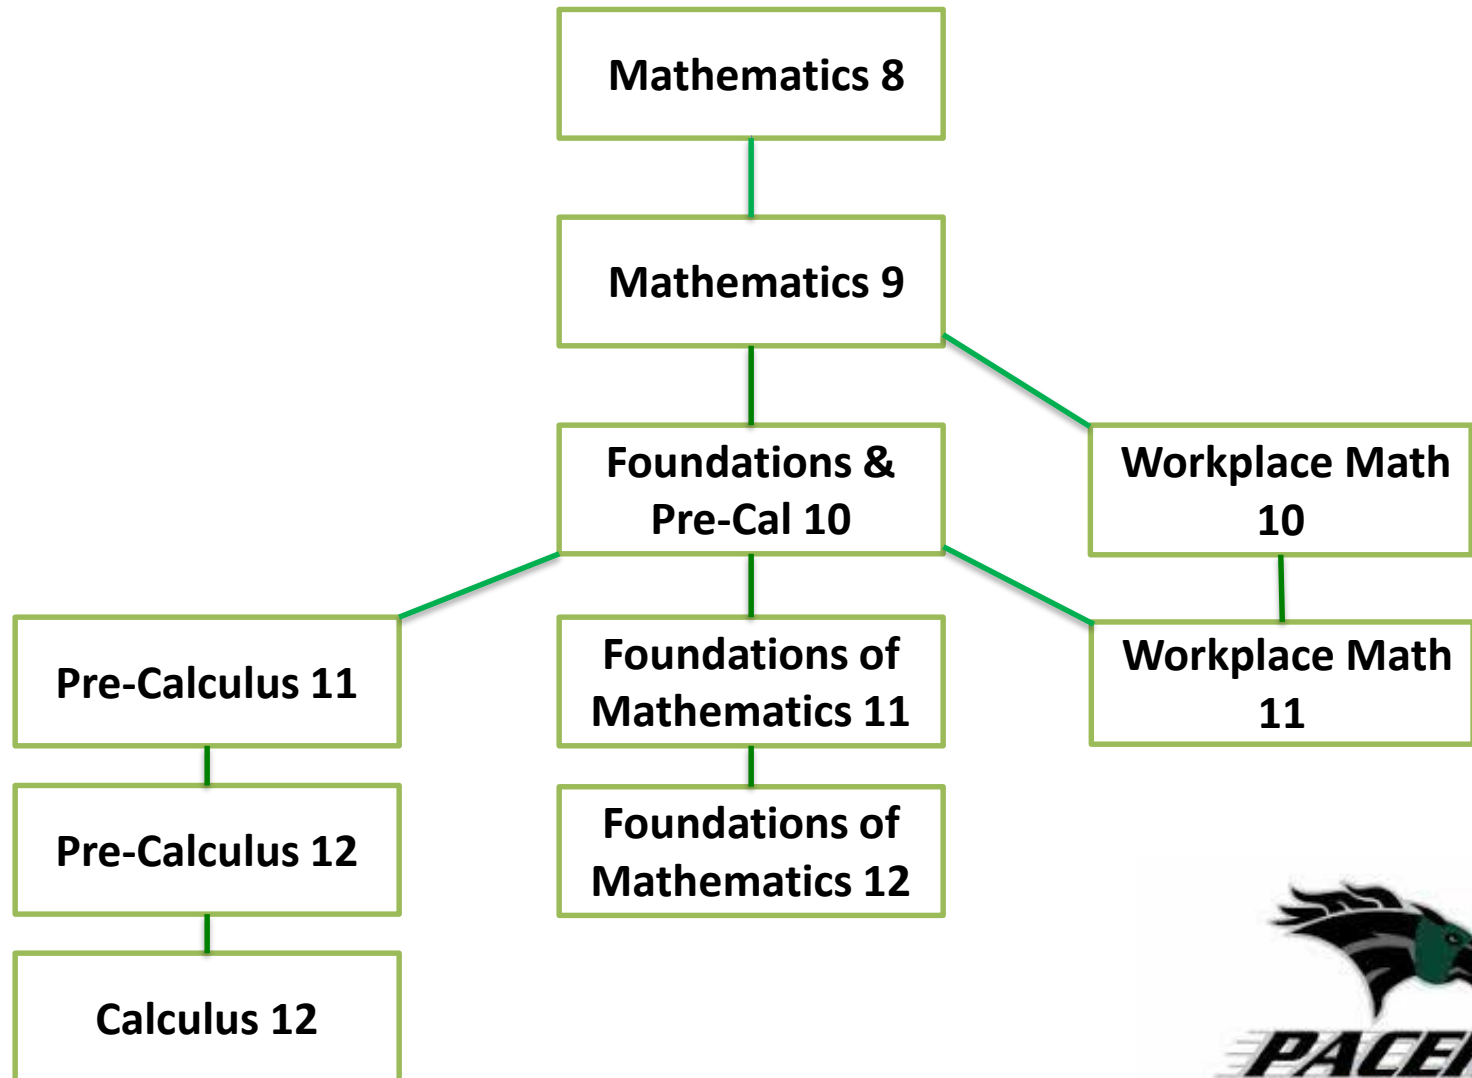 Mathematics 8
Mathematics 9
Foundations &
Pre-Cal 10
Workplace Math
10
Pre-Calculus 11
Foundations of
Mathematics 11
Workplace Math
11
Pre-Calculus 12
Foundations of
Mathematics 12
Calculus 12